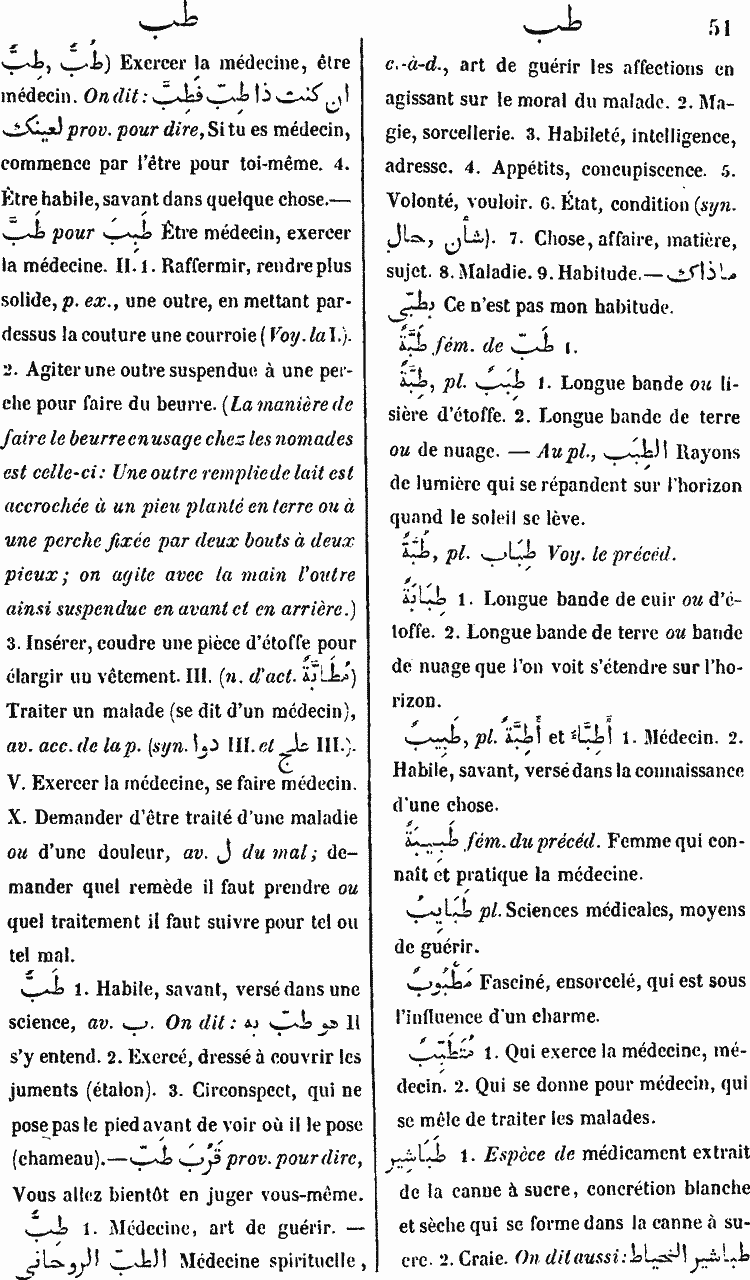 طب
طب
51
طُبَّ, طِبَّ) Exercer la médecine, être
médecin. On dit : ان كنت ذا طبّ فطبّ
لعينك prov. pour dire, Si tu es médecin,
commence par l'être pour toi-même. 4.
Être habile, savant dans quelque chose.—
طَبَّ pour طَبِبَ Être médecin, exercer
la médecine. II. 1. Raffermir, rendre plus
solide, p. ex., une outre, en mettant par-
dessus la couture une courroie (Voy. la I.).
2. Agiter une outre suspendue à une per-
che pour faire du beurre. (La manière de
faire le beurre en usage chez les nomades
est celle-ci : Une outre remplie de lait est
accrochée à un pieu planté en terre ou à
une perche fixée par deux bouts à deux
pieux ; on agite avec la main l'outre
ainsi suspendue en avant et en arrière.)
3. Insérer, coudre une pièce d'étoffe pour
élargir un vêtement. III. (n. d'act. مُطَابَّةٌ)
Traiter un malade (se dit d'un médecin),
av. acc. de la p. (syn. دوا III. et علج III.).
V. Exercer la médecine, se faire médecin.
X. Demander d'être traité d'une maladie
ou d'une douleur, av. ل du mal ; de-
mander quel remède il faut prendre ou
quel traitement il faut suivre pour tel ou
tel mal.
طَبٌّ 1. Habile, savant, versé dans une
science, av. ب. On dit : هو طبّ به Il
s'y entend. 2. Exercé, dressé à couvrir les
juments (étalon). 3. Circonspect, qui ne
pose pas le pied avant de voir où il le pose
(chameau).— قَرُبَ طبّ prov. pour dire,
Vous allez bientôt en juger vous-même.
طِبٌّ 1. Médecine, art de guérir. —
الطبّ الروحانى Médecine spirituelle,
c.-à-d., art de guérir les affections en
agissant sur le moral du malade. 2. Ma-
gie, sorcellerie. 3. Habileté, intelligence,
adresse. 4. Appétits, concupiscence. 5.
Volonté, vouloir. 6. État, condition (syn.
شأن, حال). 7. Chose, affaire, matière,
sujet. 8. Maladie. 9. Habitude.— ما ذاك
بطبّى Ce n'est pas mon habitude.
طَبَّةٌ fém. de طَبّ 1.
طِبَّةٌ, pl. طِبَبٌ 1. Longue bande ou li-
sière d'étoffe. 2. Longue bande de terre
ou de nuage. — Au pl., الطِبَب Rayons
de lumière qui se répandent sur l'horizon
quand le soleil se lève.
طُبَّةٌ, pl. طِبَاب Voy. le précéd.
طِبَابَةٌ 1. Longue bande de cuir ou d'é-
toffe. 2. Longue bande de terre ou bande
de nuage que l'on voit s'étendre sur l'ho-
rizon.
طَبِيبٌ, pl. أَطِبَّةٌ et أَطِبَّاءُ 1. Médecin. 2.
Habile, savant, versé dans la connaissance
d'une chose.
طَبِيبَةٌ fém. du précéd. Femme qui con-
naît et pratique la médecine.
طَبَايِبُ pl. Sciences médicales, moyens
de guérir.
مَطْبُوبٌ Fasciné, ensorcelé, qui est sous
l'influence d'un charme.
مُتَطَبِّبٌ 1. Qui exerce la médecine, mé-
decin. 2. Qui se donne pour médecin, qui
se mêle de traiter les malades.
طَبَاشِير 1. Espèce de médicament extrait
de la canne à sucre, concrétion blanche
et sèche qui se forme dans la canne à su-
cre. 2. Craie. On dit aussi : طباشير الخياط